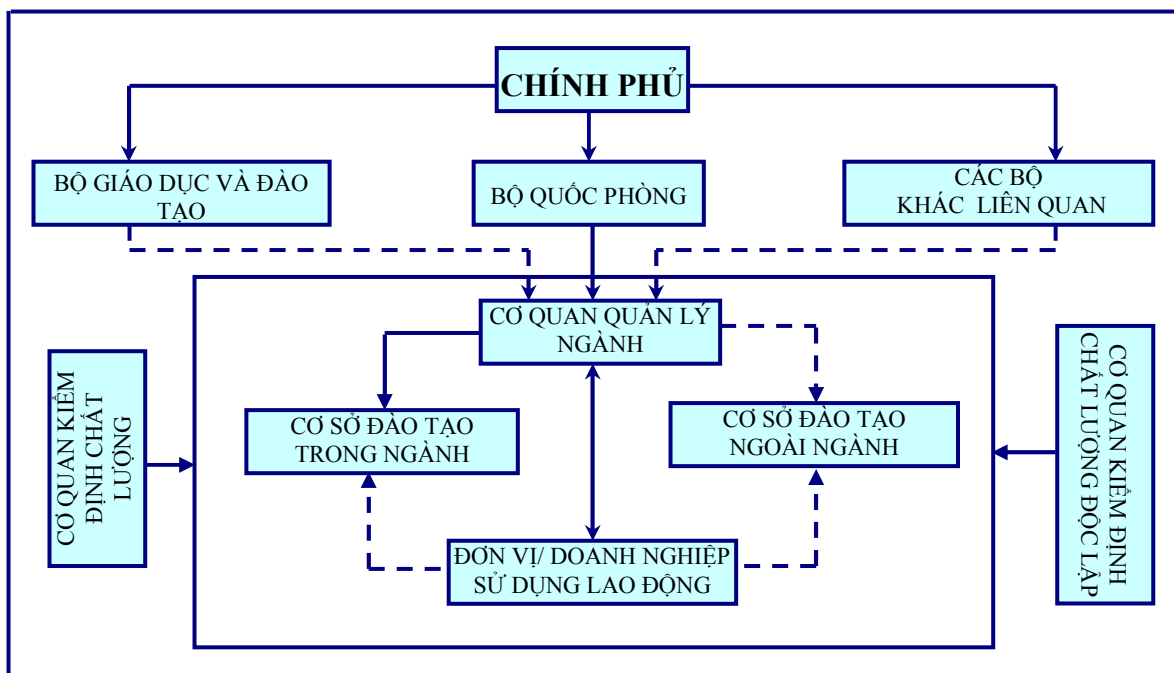 CHÍNH PHỦ
BỘ GIÁO DỤC VÀ ĐÀO
TẠO
BỘ QUỐC PHÒNG
CÁC BỘ
KHÁC LIÊN QUAN
CƠ QUAN QUẢN LÝ
NGÀNH
CƠ QUAN KIỂM
ĐỊNH CHẤT
LƯỢNG
CƠ SỞ ĐÀO TẠO
TRONG NGÀNH
CƠ SỞ ĐÀO TẠO
NGOÀI NGÀNH
CƠ QUAN KIỂM ĐỊNH
CHẤT LƯỢNG ĐỘC LẬP
ĐƠN VỊ/ DOANH NGHIỆP
SỬ DỤNG LAO ĐỘNG